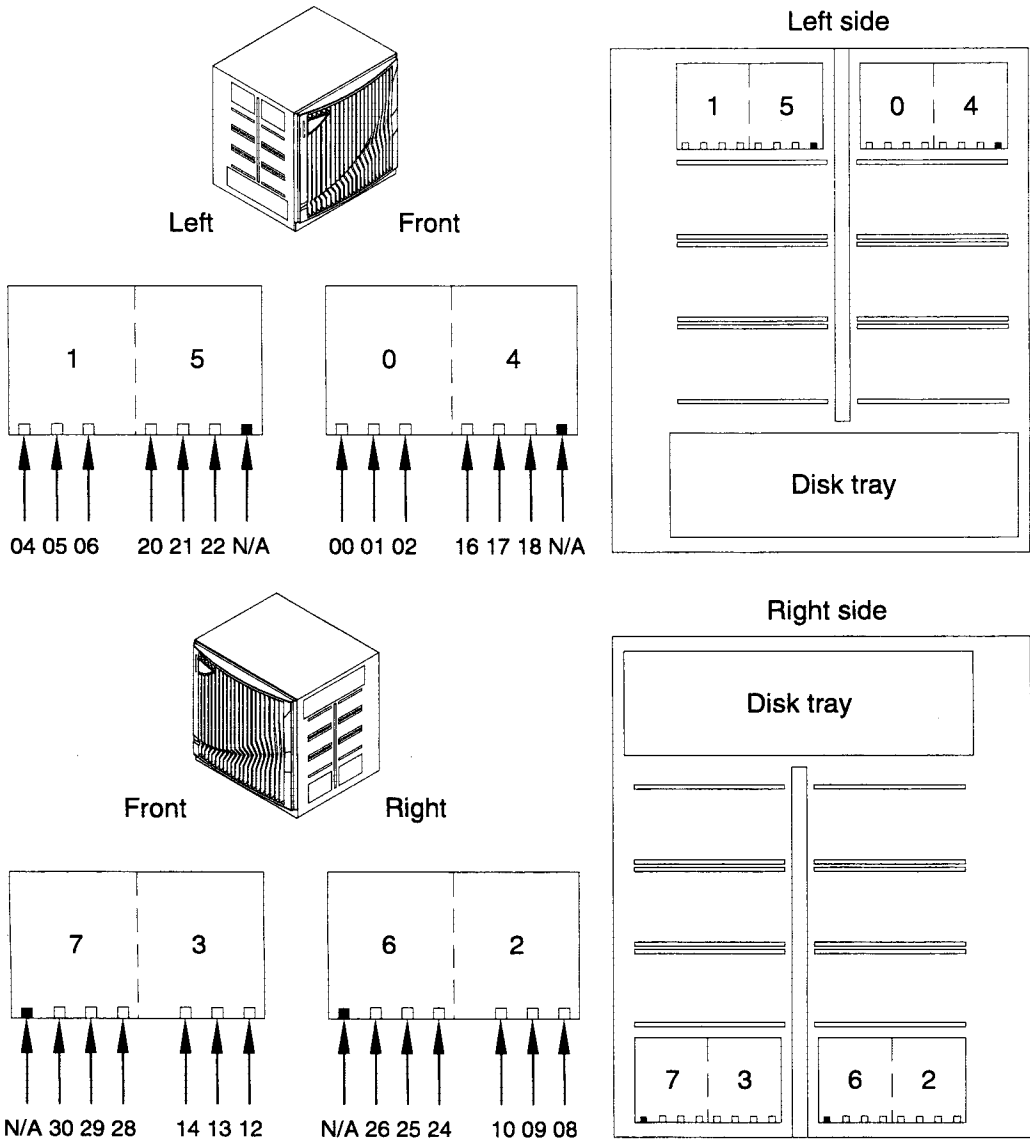 Left side
1 5 0 4
Left Front
1 5 0 4
Disk tray
04 05 06 20 21 22 N/A 00 01 02 16 17 18 N/A
Right side
Disk tray
Front Right
7 3 6 2
7 3 6 2
N/A 30 29 28 14 13 12 N/A 26 25 24 10 09 08